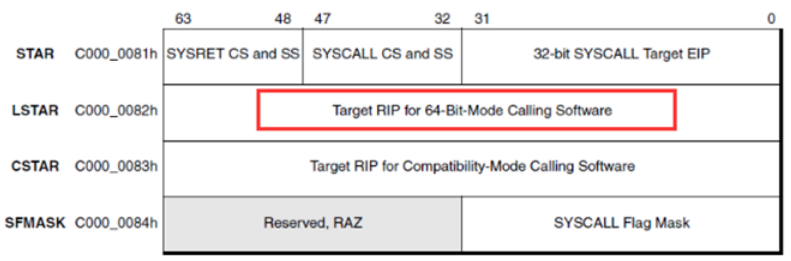 63 48 47 32 31 0
STAR C000_0081h SYSRET CS and SS SYSCALL CS and SS 32-bit SYSCALL Target EIP
LSTAR C000_0082h Target RIP for 64-Bit-Mode Calling Software
CSTAR C000_0083h Target RIP for Compatibility-Mode Calling Software
SFMASK C000_0084h Reserved, RAZ SYSCALL Flag Mask